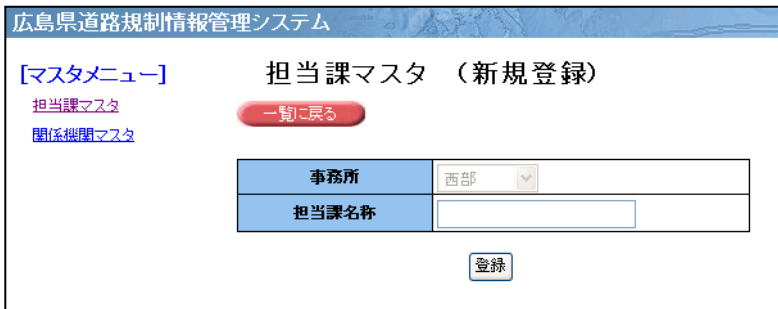 広島県道路規制情報管理システム
[マスタメニュー]
担当課マスタ
関係機関マスタ
担当課マスタ （新規登録）
一覧に戻る
事務所 西部
担当課名称
登録